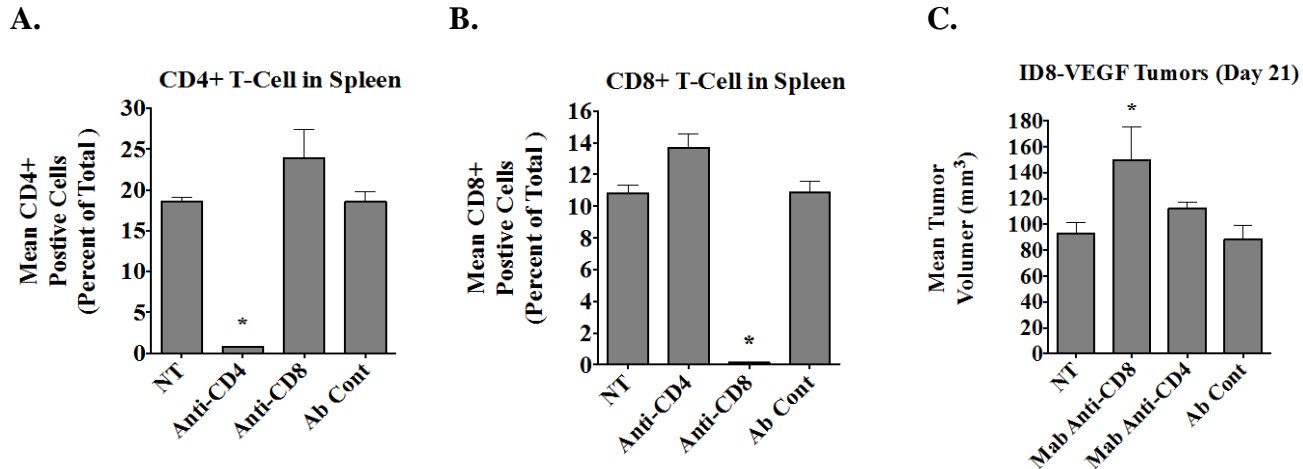 A.
CD4+ T-Cell in Spleen
Mean CD4+
Postive Cells
(Percent of Total )
30
25
20
15
10
5
0
*
NT
Anti-CD4
Anti-CD8
Ab Cont
B.
CD8+ T-Cell in Spleen
Mean CD8+
Postive Cells
(Percent of Total )
16
14
12
10
8
6
4
2
0
*
NT
Anti-CD4
Anti-CD8
Ab Cont
C.
ID8-VEGF Tumors (Day 21)
Mean Tumor
Volumer (mm³)
180
160
140
120
100
80
60
40
20
0
*
NT
Mab Anti-CD8
Mab Anti-CD4
Ab Cont